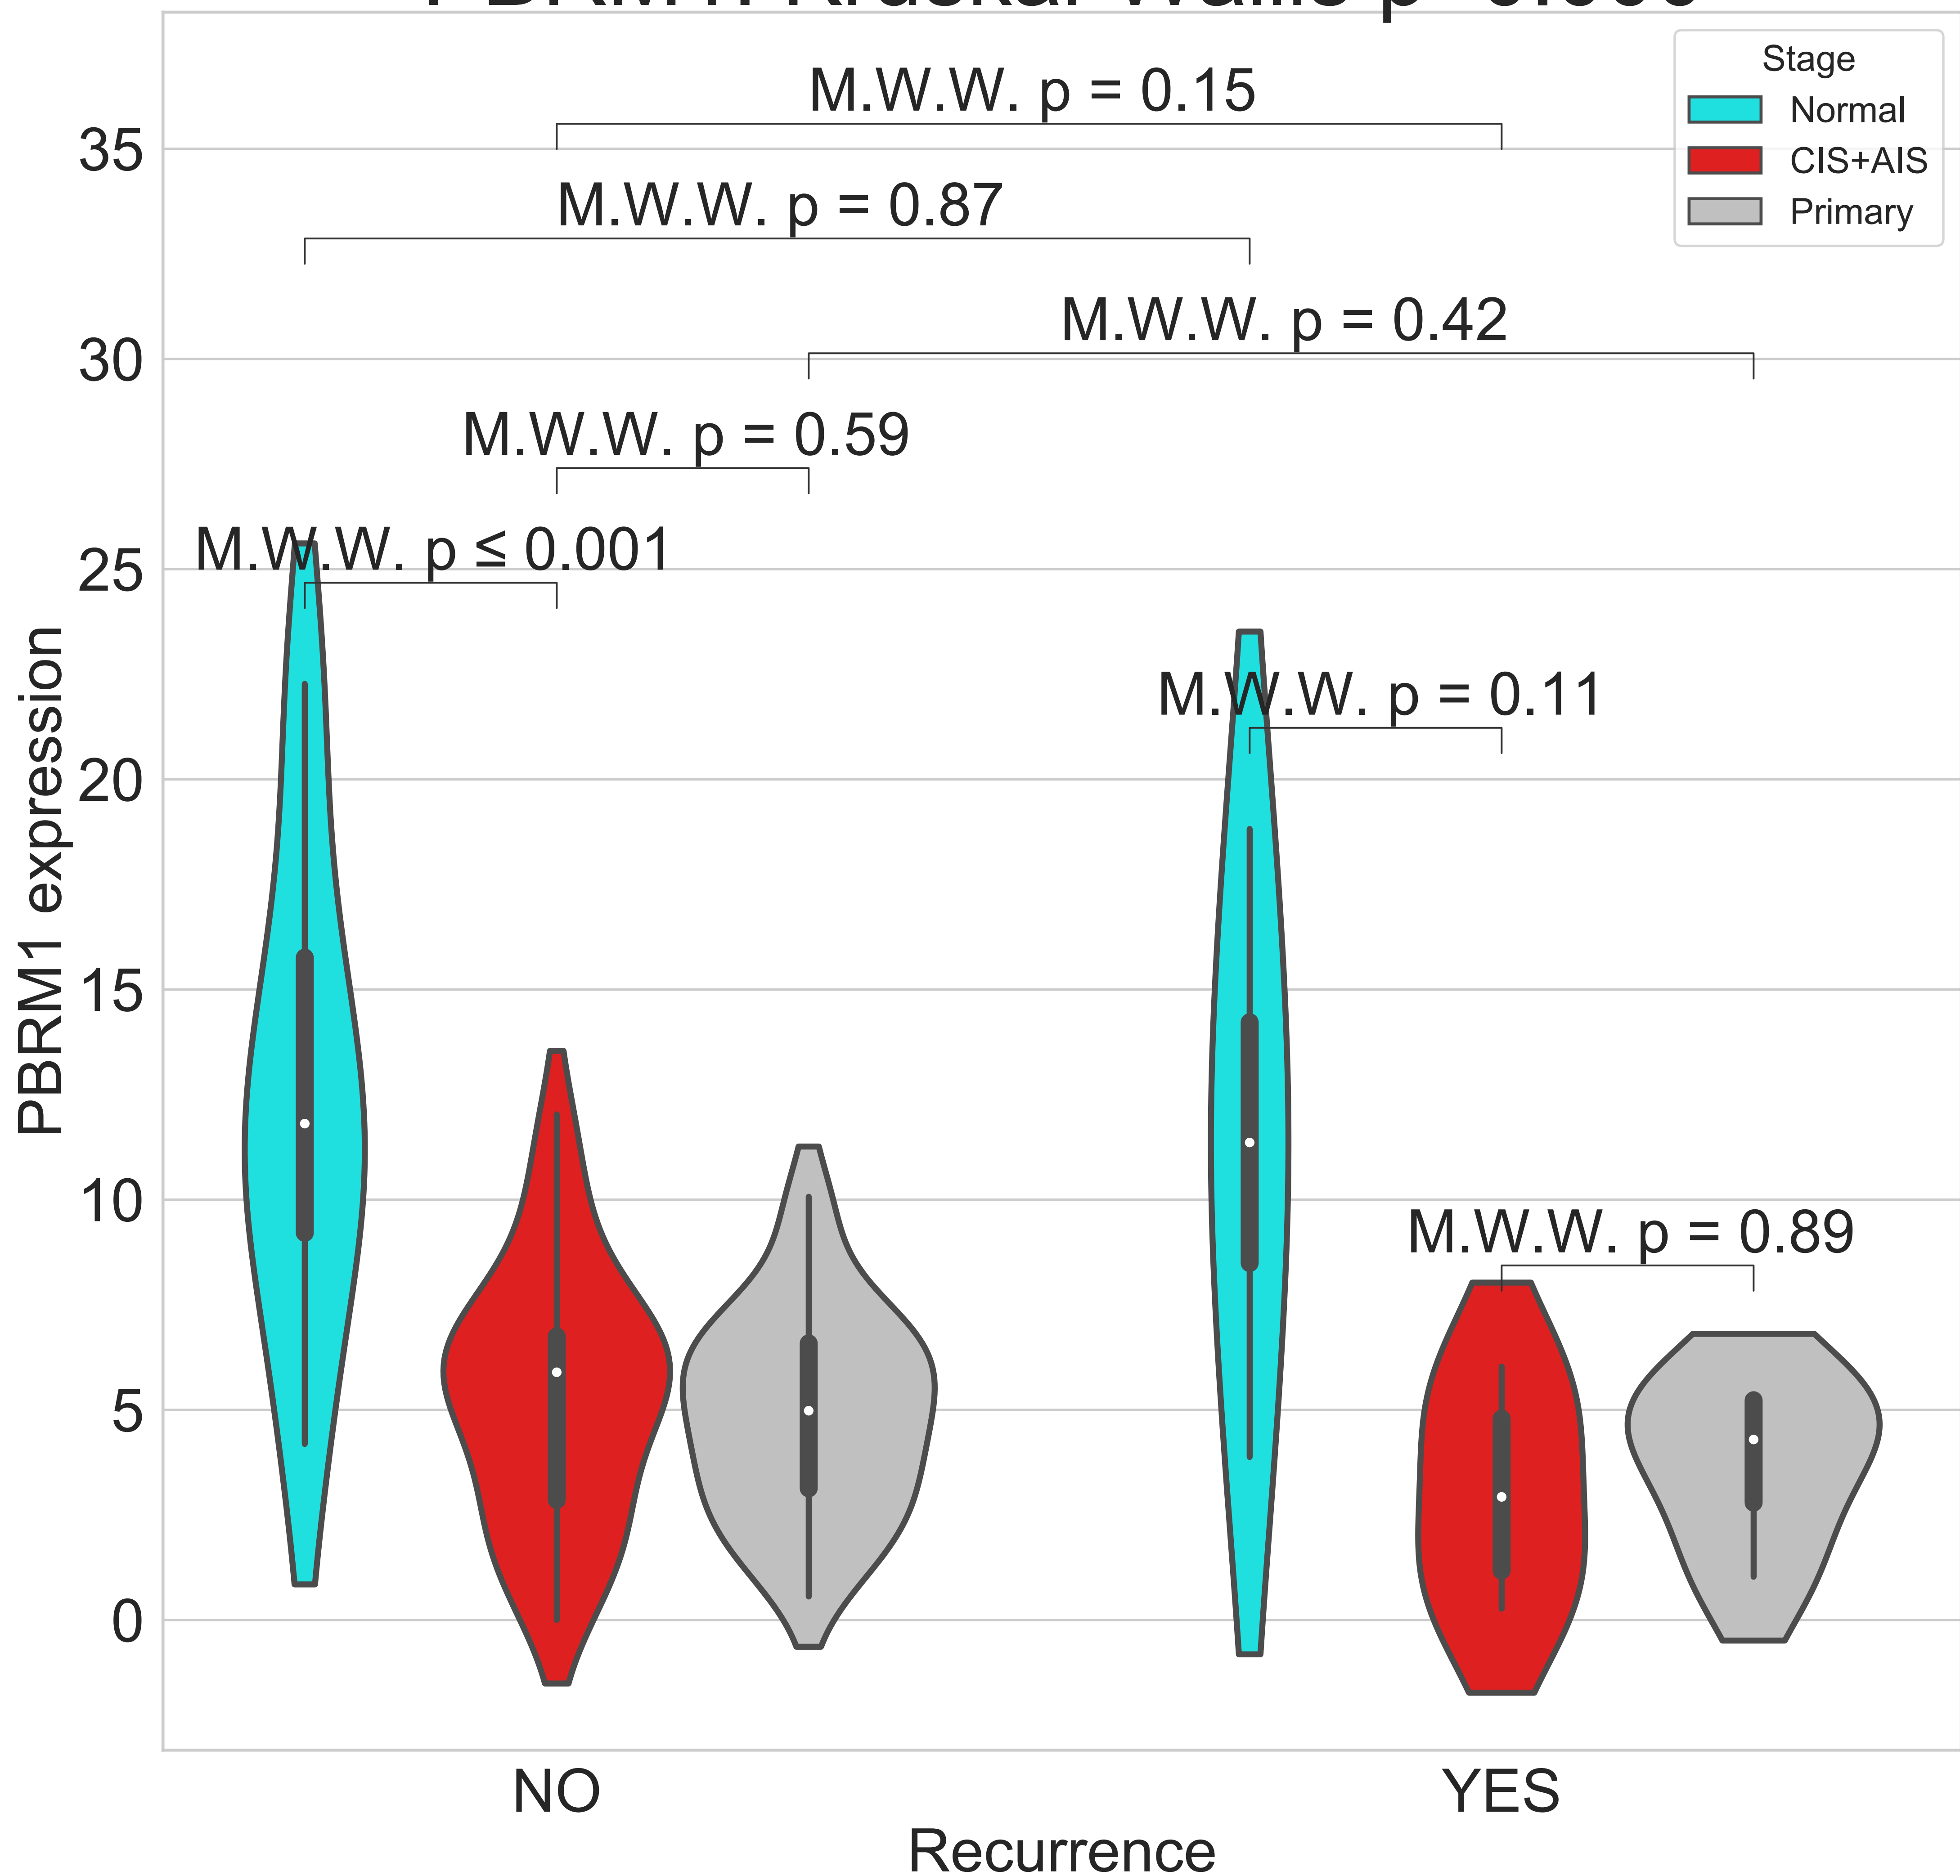 Stage
Normal
CIS+AIS
Primary
M.W.W. p = 0.15
M.W.W. p = 0.87
M.W.W. p = 0.42
M.W.W. p = 0.59
M.W.W. p ≤ 0.001
M.W.W. p = 0.11
M.W.W. p = 0.89
35
30
25
20
15
10
5
0
PBRM1 expression
NO
YES
Recurrence